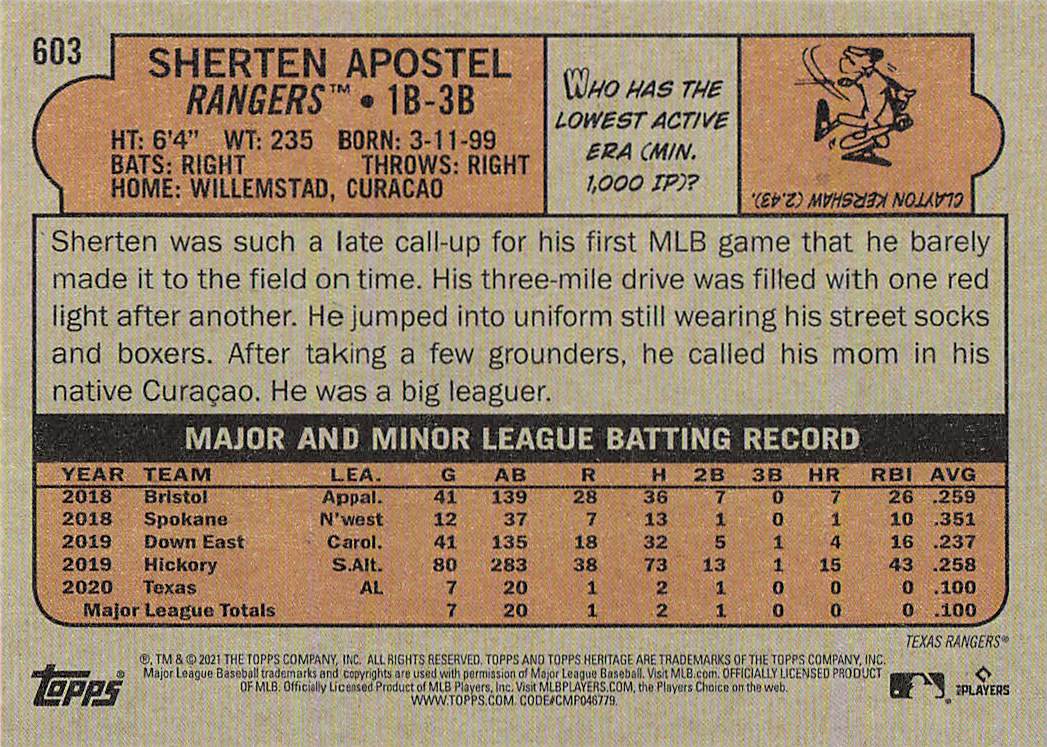 603
SHERTEN APOSTEL
RANGERS™ • 1B-3B
HT: 6'4" WT: 235 BORN: 3-11-99
BATS: RIGHT THROWS: RIGHT
HOME: WILLEMSTAD, CURACAO
WHO HAS THE
LOWEST ACTIVE
ERA (MIN.
1,000 IP)?
CLAYTON KERSHAW (2.43).
Sherten was such a late call-up for his first MLB game that he barely
made it to the field on time. His three-mile drive was filled with one red
light after another. He jumped into uniform still wearing his street socks
and boxers. After taking a few grounders, he called his mom in his
native Curaçao. He was a big leaguer.
MAJOR AND MINOR LEAGUE BATTING RECORD
YEAR TEAM LEA. G AB R H 2B 3B HR RBI AVG
2018 Bristol Appal. 41 139 28 36 7 0 7 26 .259
2018 Spokane N'west 12 37 7 13 1 0 1 10 .351
2019 Down East Carol. 41 135 18 32 5 1 4 16 .237
2019 Hickory S.Atl. 80 283 38 73 13 1 15 43 .258
2020 Texas AL 7 20 1 2 1 0 0 0 .100
Major League Totals 7 20 1 2 1 0 0 0 .100
TEXAS RANGERS®
®, TM & © 2021 THE TOPPS COMPANY, INC. ALL RIGHTS RESERVED. TOPPS AND TOPPS HERITAGE ARE TRADEMARKS OF THE TOPPS COMPANY, INC.
Major League Baseball trademarks and copyrights are used with permission of Major League Baseball. Visit MLB.com. OFFICIALLY LICENSED PRODUCT
OF MLB. Officially Licensed Product of MLB Players, Inc. Visit MLBPLAYERS.COM, the Players Choice on the web.
WWW.TOPPS.COM. CODE#CMP046779.
topps®
MLBPLAYERS